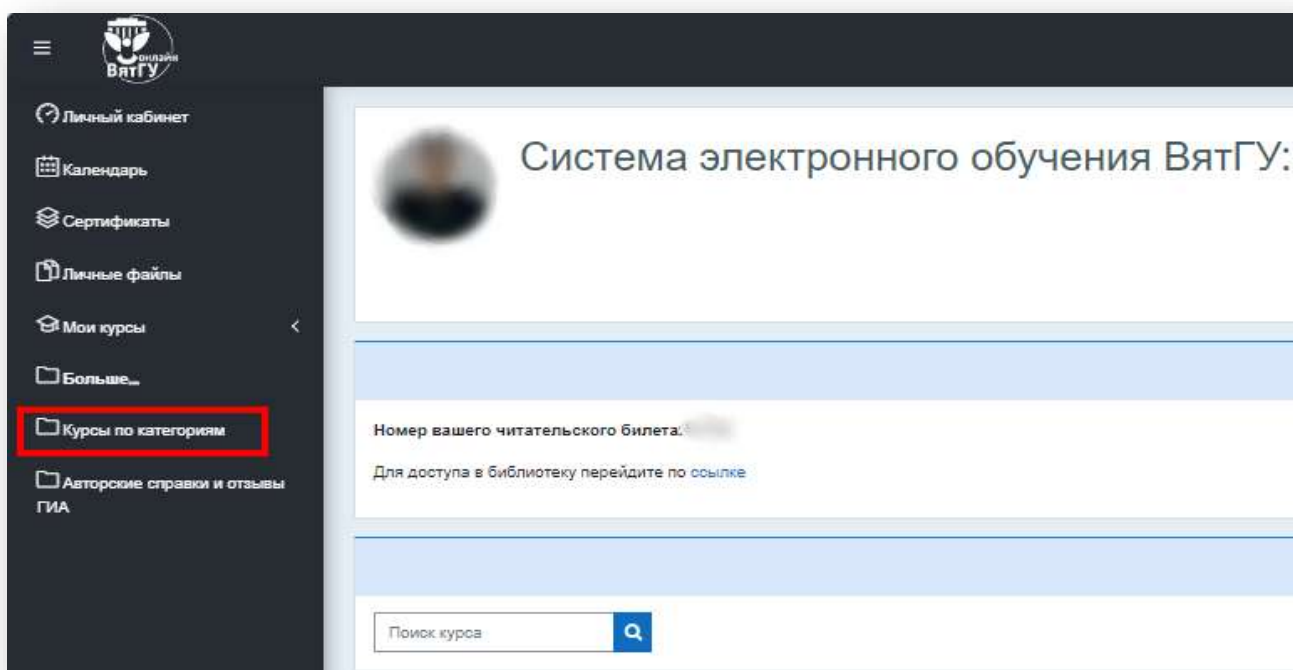 онлайн
ВятГУ
Личный кабинет
Календарь
Сертификаты
Личные файлы
Мои курсы
Больше...
Курсы по категориям
Авторские справки и отзывы
ГИА
Система электронного обучения ВятГУ:
Номер вашего читательского билета:
Для доступа в библиотеку перейдите по ссылке
Поиск курса